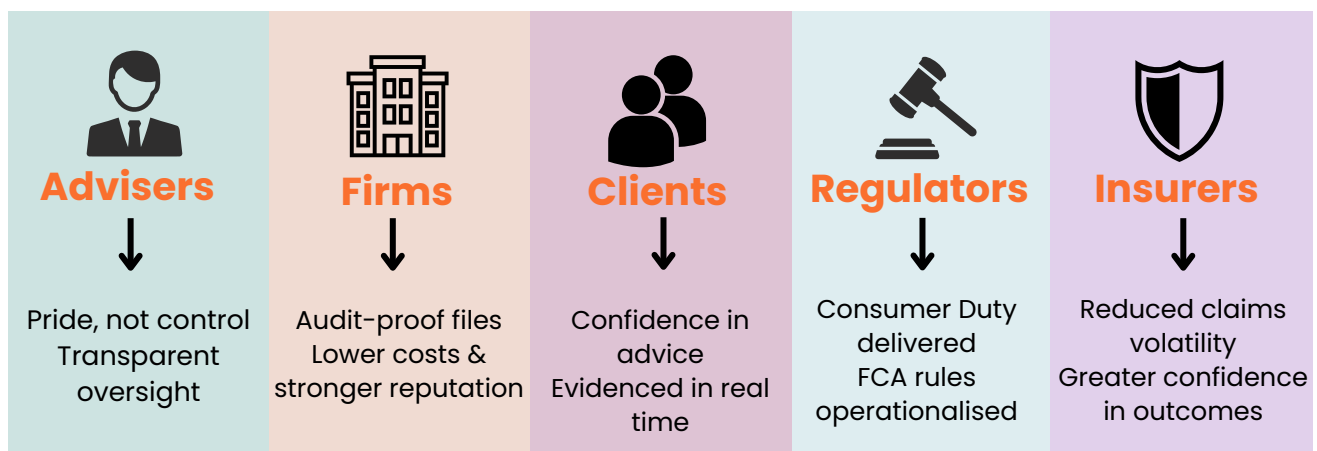 Advisers
Pride, not control
Transparent
oversight
Firms
Audit-proof files
Lower costs &
stronger reputation
Clients
Confidence in
advice
Evidenced in real
time
Regulators
Consumer Duty
delivered
FCA rules
operationalised
Insurers
Reduced claims
volatility
Greater confidence
in outcomes